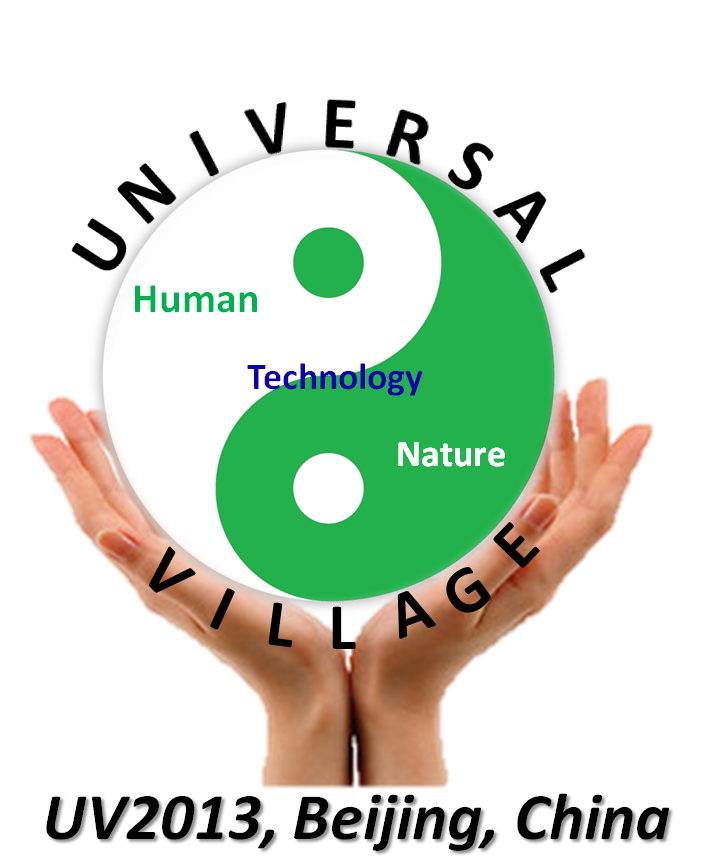 UNIVERSAL
Human
Technology
Nature
VILLAGE
UV2013, Beijing, China